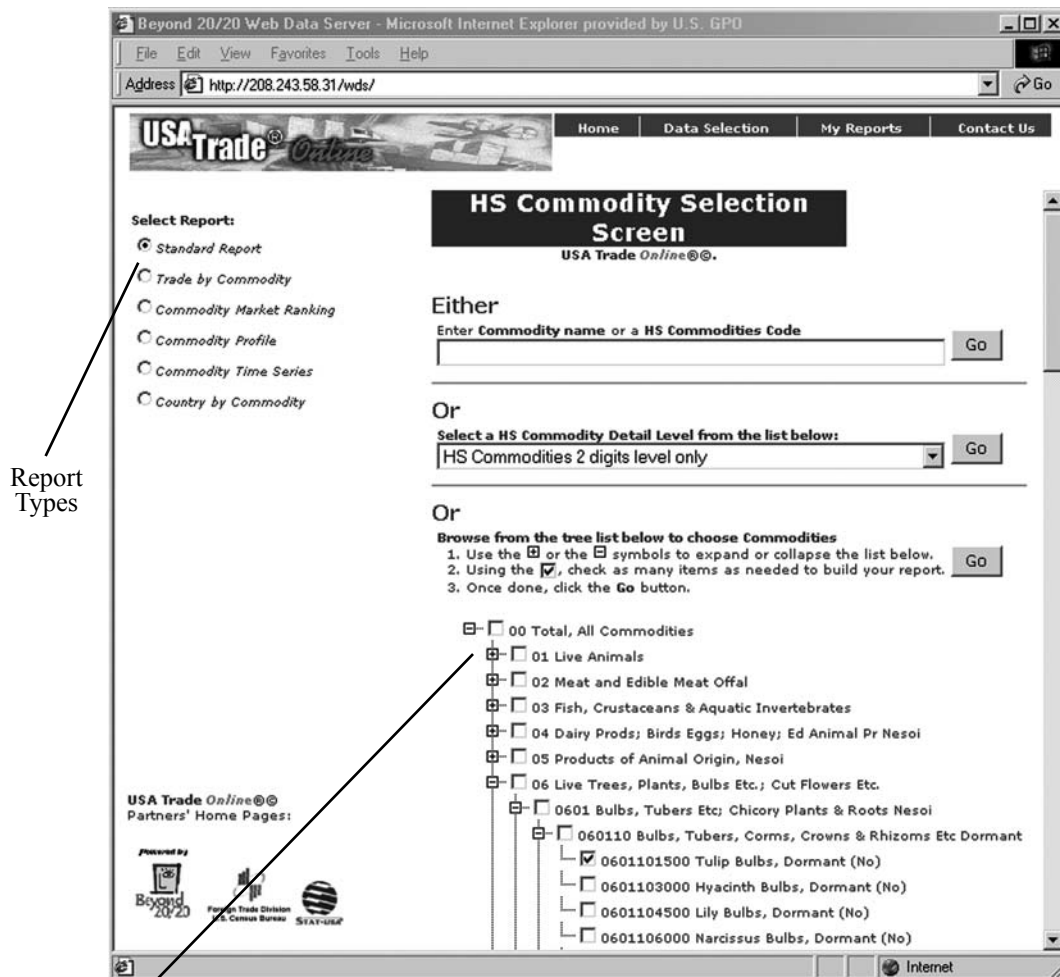 Beyond 20/20 Web Data Server - Microsoft Internet Explorer provided by U.S. GPO
File Edit View Favorites Tools Help
Address http://208.243.58.31/wds/ Go
USA Trade® Online
Home Data Selection My Reports Contact Us
Select Report:
Standard Report
Trade by Commodity
Commodity Market Ranking
Commodity Profile
Commodity Time Series
Country by Commodity
Report
Types
HS Commodity Selection
Screen
USA Trade Online®©.
Either
Enter Commodity name or a HS Commodities Code
Go
Or
Select a HS Commodity Detail Level from the list below:
HS Commodities 2 digits level only
Go
Or
Browse from the tree list below to choose Commodities
1. Use the + or the - symbols to expand or collapse the list below.
2. Using the ☑, check as many items as needed to build your report.
3. Once done, click the Go button.
Go
00 Total, All Commodities
01 Live Animals
02 Meat and Edible Meat Offal
03 Fish, Crustaceans & Aquatic Invertebrates
04 Dairy Prods; Birds Eggs; Honey; Ed Animal Pr Nesoi
05 Products of Animal Origin, Nesoi
06 Live Trees, Plants, Bulbs Etc.; Cut Flowers Etc.
0601 Bulbs, Tubers Etc; Chicory Plants & Roots Nesoi
060110 Bulbs, Tubers, Corms, Crowns & Rhizoms Etc Dormant
0601101500 Tulip Bulbs, Dormant (No)
0601103000 Hyacinth Bulbs, Dormant (No)
0601104500 Lily Bulbs, Dormant (No)
0601106000 Narcissus Bulbs, Dormant (No)
USA Trade Online®©
Partners' Home Pages:
Powered by
Beyond
20/20
Foreign Trade Division
U.S. Census Bureau
STAT-USA
Internet